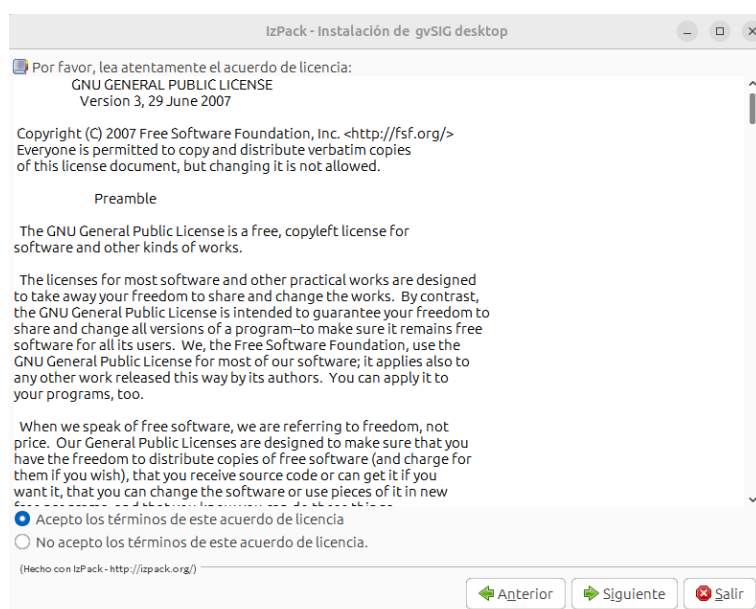 IzPack - Instalación de gvSIG desktop
Por favor, lea atentamente el acuerdo de licencia:
GNU GENERAL PUBLIC LICENSE
Version 3, 29 June 2007
Copyright (C) 2007 Free Software Foundation, Inc. <http://fsf.org/>
Everyone is permitted to copy and distribute verbatim copies
of this license document, but changing it is not allowed.
Preamble
The GNU General Public License is a free, copyleft license for
software and other kinds of works.
The licenses for most software and other practical works are designed
to take away your freedom to share and change the works. By contrast,
the GNU General Public License is intended to guarantee your freedom to
share and change all versions of a program--to make sure it remains free
software for all its users. We, the Free Software Foundation, use the
GNU General Public License for most of our software; it applies also to
any other work released this way by its authors. You can apply it to
your programs, too.
When we speak of free software, we are referring to freedom, not
price. Our General Public Licenses are designed to make sure that you
have the freedom to distribute copies of free software (and charge for
them if you wish), that you receive source code or can get it if you
want it, that you can change the software or use pieces of it in new
free programs, and that you know you can do these things.
Acepto los términos de este acuerdo de licencia
No acepto los términos de este acuerdo de licencia.
(Hecho con IzPack - http://izpack.org/)
Anterior
Siguiente
Salir